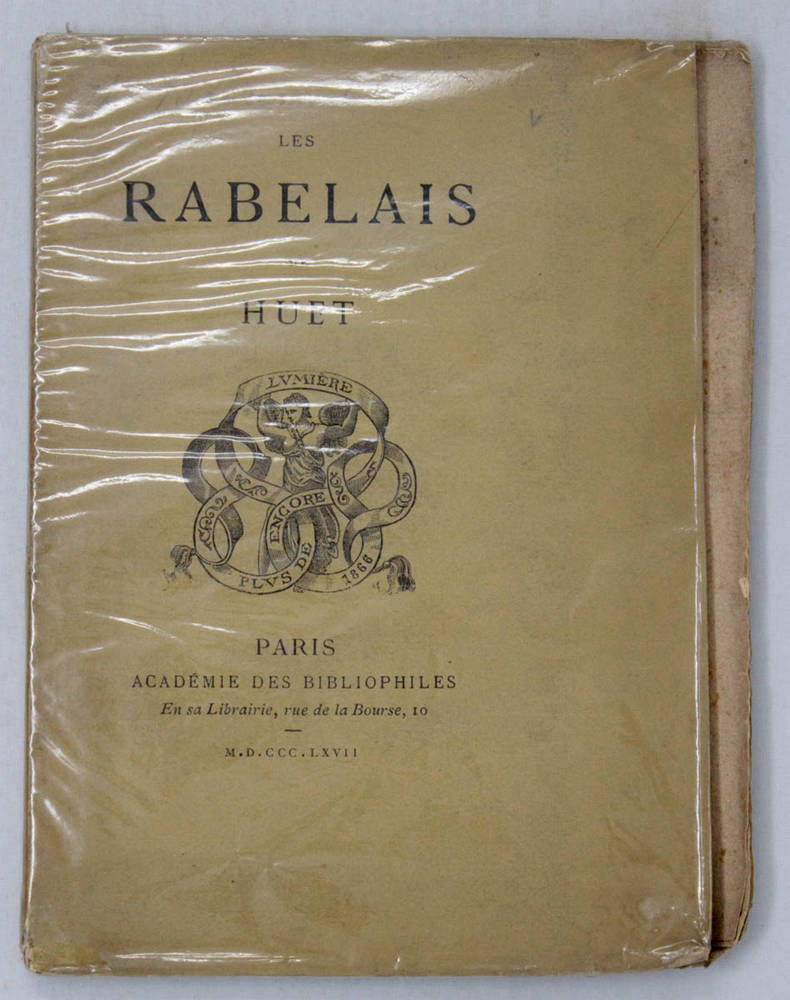 LES
RABELAIS
HUET
LVMIÈRE
PLVS DE
ENCORE
1866
PARIS
ACADÉMIE DES BIBLIOPHILES
En sa Librairie, rue de la Bourse, 10
M.D.CCC.LXVII